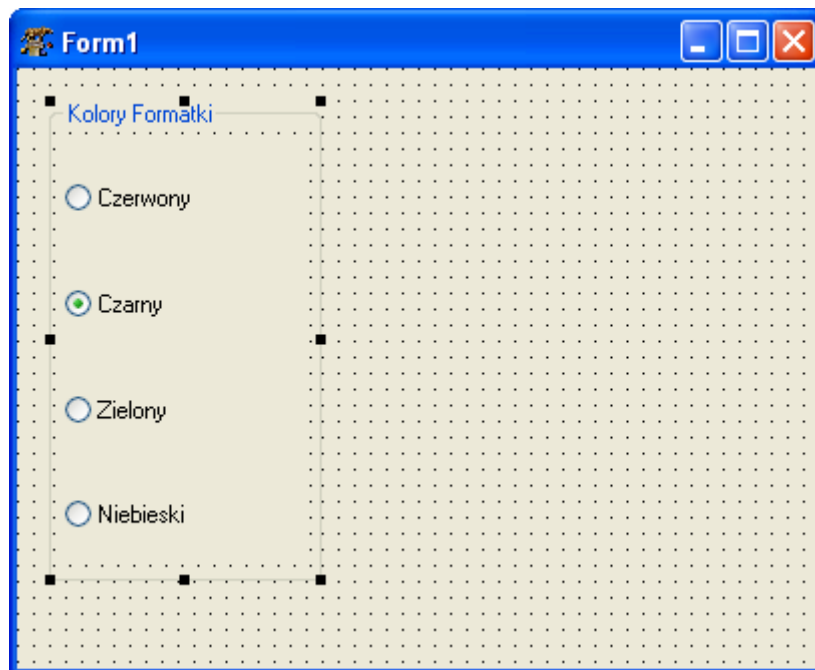 Form1
Kolory Formatki
Czerwony
Czarny
Zielony
Niebieski